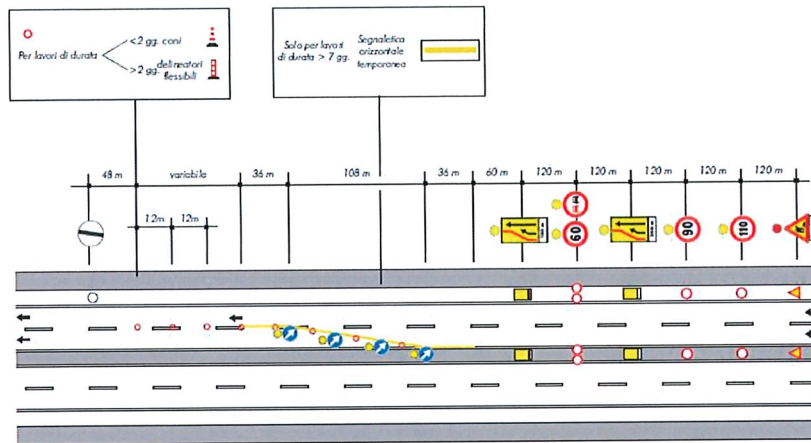 Per lavori di durata
<2 gg. coni
>2 gg. delineatori
flessibili
Solo per lavori
di durata > 7 gg.
Segnaletica
orizzontale
temporanea
48 m
variabile
36 m
108 m
36 m
60 m
120 m
120 m
120 m
120 m
120 m
12m
12m
60
90
110